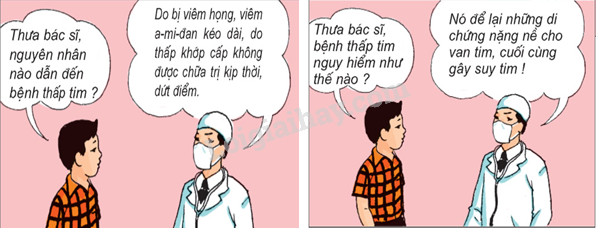 Thưa bác sĩ,
nguyên nhân
nào dẫn đến
bệnh thấp tim ?
Do bị viêm họng, viêm
a-mi-đan kéo dài, do
thấp khớp cấp không
được chữa trị kịp thời,
dứt điểm.
Thưa bác sĩ,
bệnh thấp tim
nguy hiểm như
thế nào ?
Nó để lại những di
chứng nặng nề cho
van tim, cuối cùng
gây suy tim !